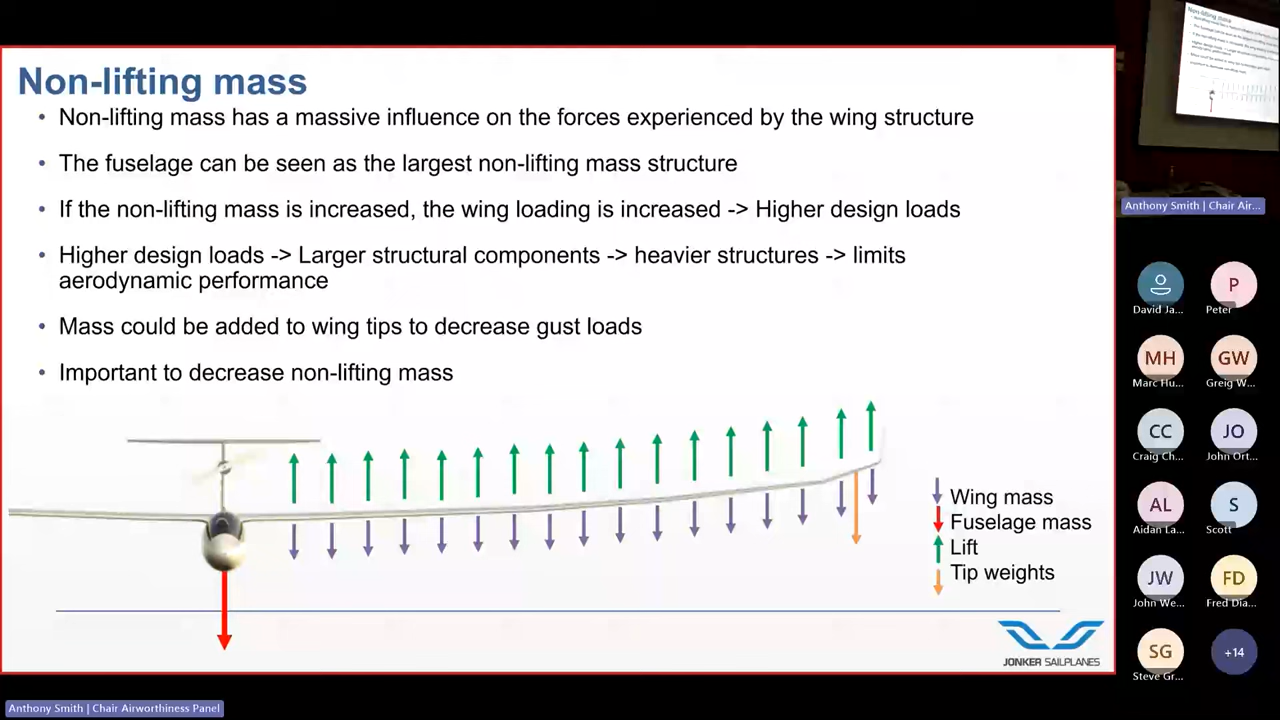 Non-lifting mass
• Non-lifting mass has a massive influence on the forces experienced by the wing structure
• The fuselage can be seen as the largest non-lifting mass structure
• If the non-lifting mass is increased, the wing loading is increased -> Higher design loads
• Higher design loads -> Larger structural components -> heavier structures -> limits
aerodynamic performance
• Mass could be added to wing tips to decrease gust loads
• Important to decrease non-lifting mass
Wing mass
Fuselage mass
Lift
Tip weights
JONKER SAILPLANES
Anthony Smith | Chair Airworthiness Panel
Non-lifting mass
Anthony Smith | Chair Air...
David Ja...
P
Peter
MH
Marc Hu...
GW
Greig W...
CC
Craig Ch...
JO
John Ort...
AL
Aidan La...
S
Scott
JW
John We...
FD
Fred Dia...
SG
Steve Gr...
+14